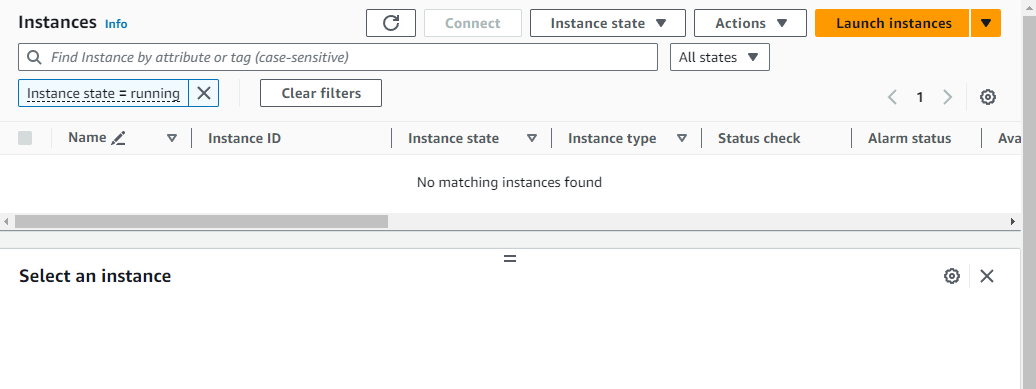 Instances Info Connect Instance state Actions Launch instances
Find Instance by attribute or tag (case-sensitive) All states
Instance state = running Clear filters 1
Name Instance ID Instance state Instance type Status check Alarm status Ava
No matching instances found
Select an instance